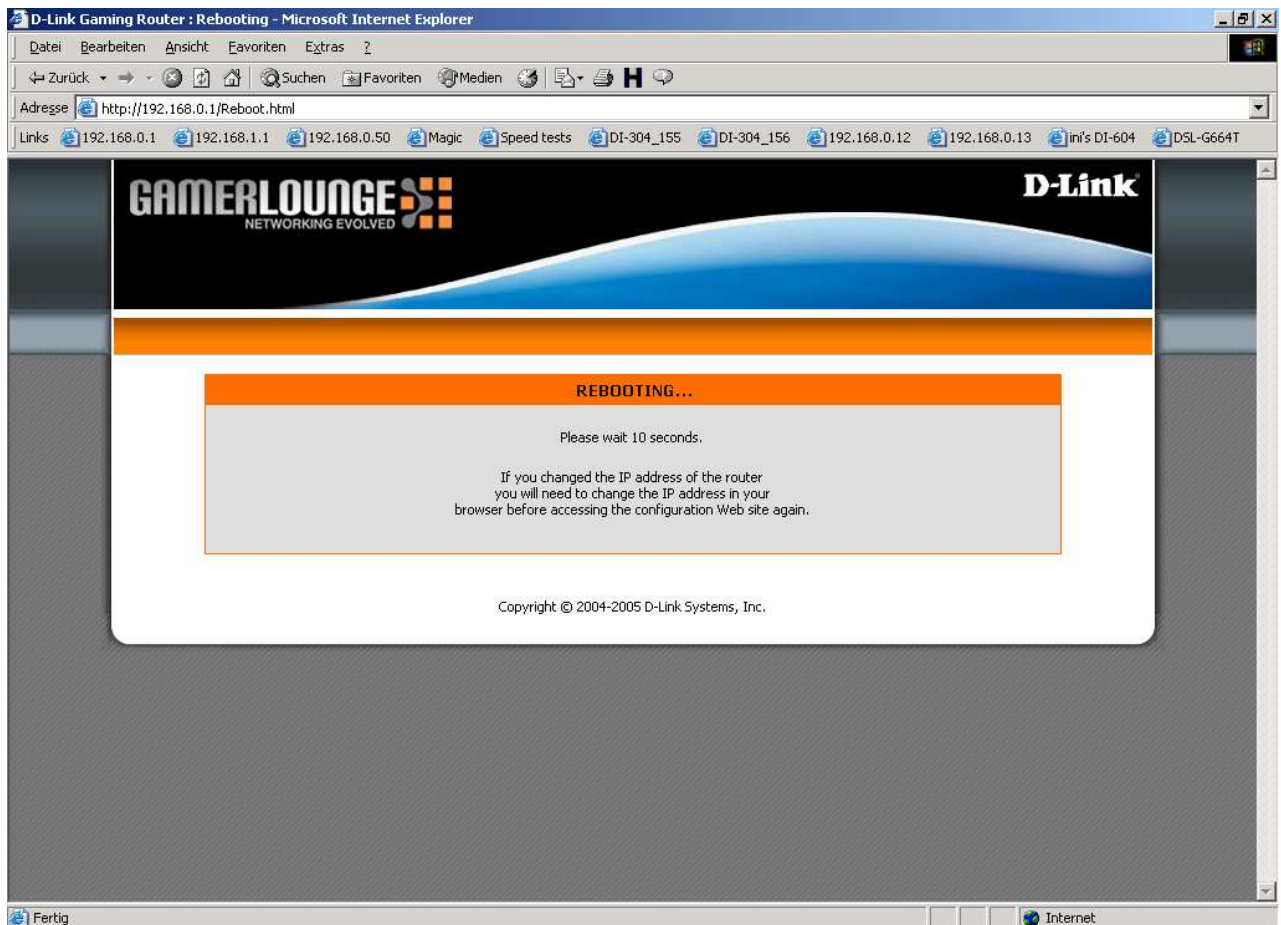 D-Link Gaming Router : Rebooting - Microsoft Internet Explorer
Datei Bearbeiten Ansicht Favoriten Extras ?
Zurück Suchen Favoriten Medien H
Adresse http://192.168.0.1/Reboot.html
Links 192.168.0.1 192.168.1.1 192.168.0.50 Magic Speed tests DI-304_155 DI-304_156 192.168.0.12 192.168.0.13 ini's DI-604 DSL-G664T
GAMERLOUNGE
NETWORKING EVOLVED
D-Link
REBOOTING...
Please wait 10 seconds.
If you changed the IP address of the router
you will need to change the IP address in your
browser before accessing the configuration Web site again.
Copyright © 2004-2005 D-Link Systems, Inc.
Fertig Internet